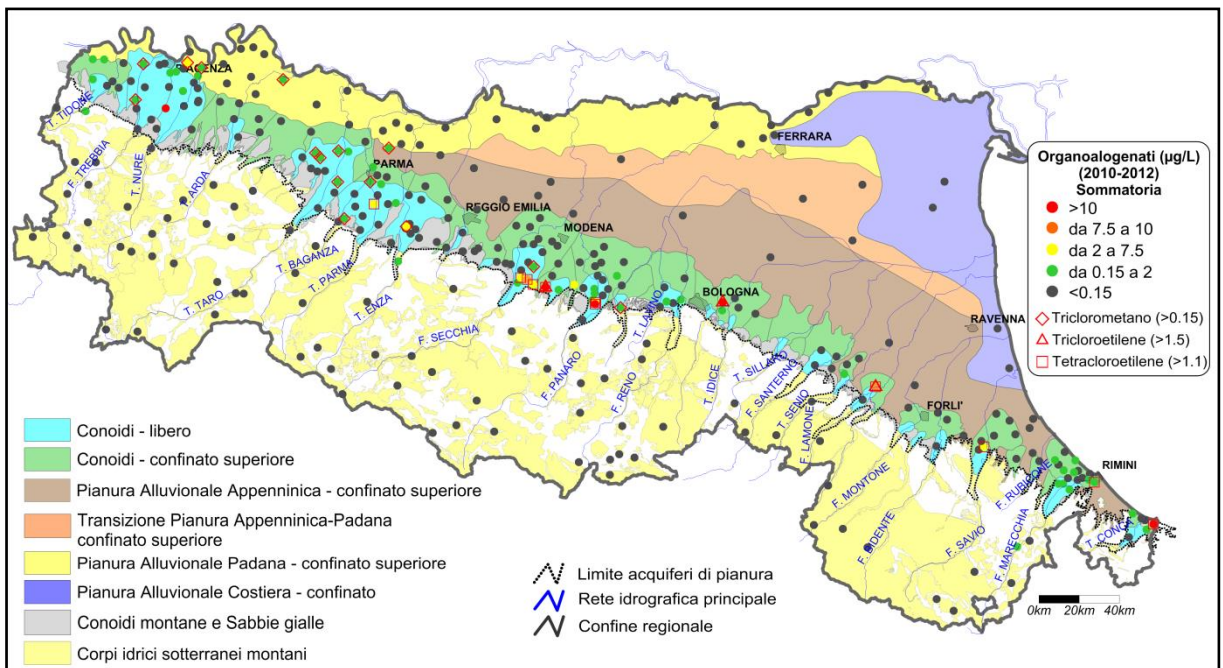 PIACENZA
T. TIDONE
F. TREBBIA
T. NURE
T. ARDA
PARMA
REGGIO EMILIA
MODENA
FERRARA
BOLOGNA
RAVENNA
FORLI'
RIMINI
T. TARO
T. BAGANZA
T. PARMA
T. ENZA
F. SECCHIA
F. PANARO
F. RENO
T. LAVINO
T. IDICE
T. SILLARO
F. SANTERNO
T. SENIO
F. LAMONE
F. MONTONE
F. BIDENTE
F. SAVIO
F. RUBICONE
F. MARECCHIA
T. CONCA
Organoalogenati (µg/L)
(2010-2012)
Sommatoria
>10
da 7.5 a 10
da 2 a 7.5
da 0.15 a 2
<0.15
Triclorometano (>0.15)
Tricloroetilene (>1.5)
Tetracloroetilene (>1.1)
Conoidi - libero
Conoidi - confinato superiore
Pianura Alluvionale Appenninica - confinato superiore
Transizione Pianura Appenninica-Padana
confinato superiore
Pianura Alluvionale Padana - confinato superiore
Pianura Alluvionale Costiera - confinato
Conoidi montane e Sabbie gialle
Corpi idrici sotterranei montani
Limite acquiferi di pianura
Rete idrografica principale
Confine regionale
0km 20km 40km